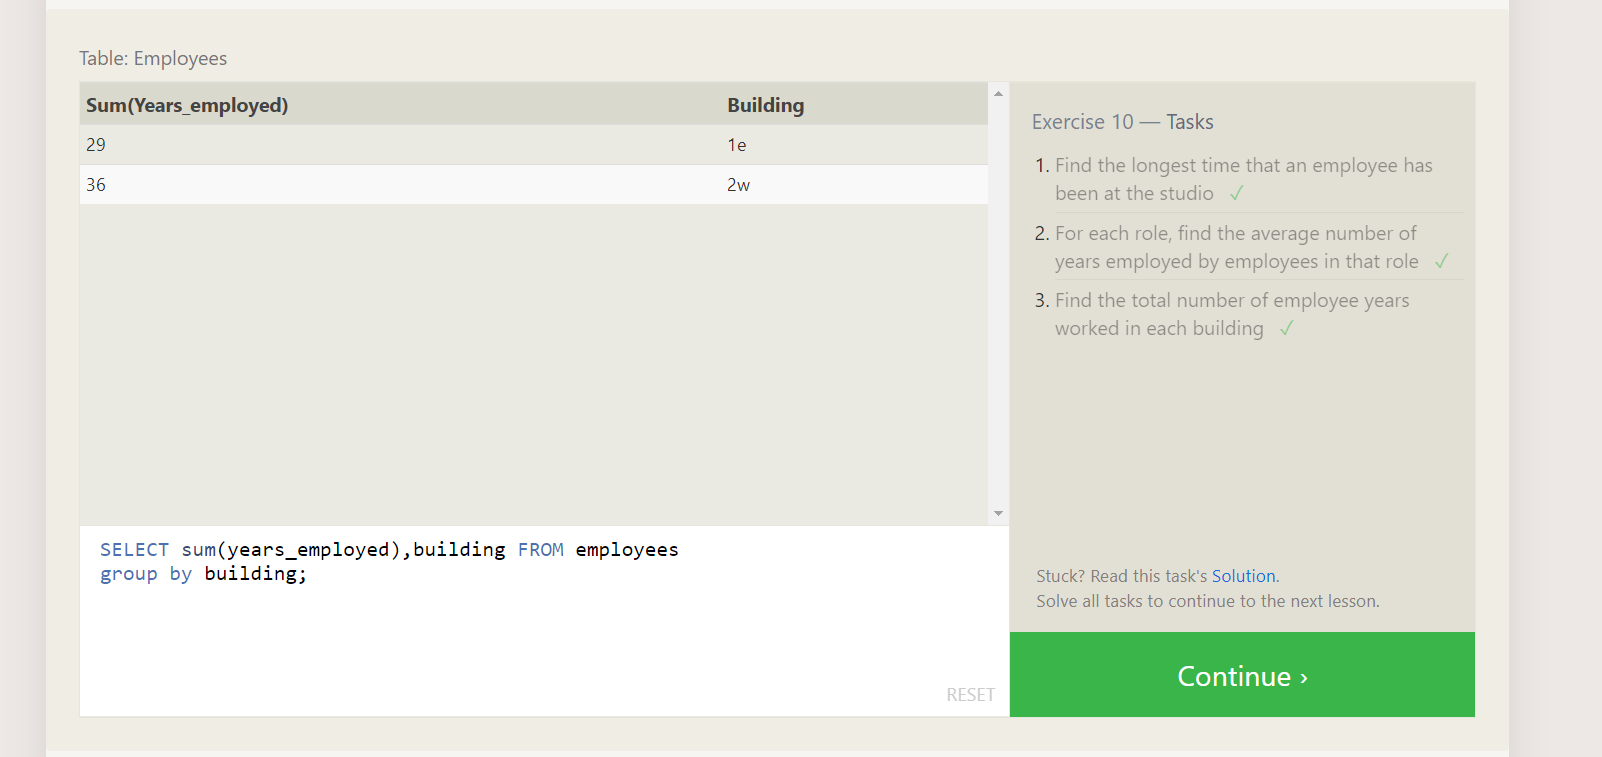 Table: Employees
Sum(Years_employed) Building
29 1e
36 2w
SELECT sum(years_employed),building FROM employees
group by building;
RESET
Exercise 10 — Tasks
1. Find the longest time that an employee has
been at the studio ✓
2. For each role, find the average number of
years employed by employees in that role ✓
3. Find the total number of employee years
worked in each building ✓
Stuck? Read this task's Solution.
Solve all tasks to continue to the next lesson.
Continue ›